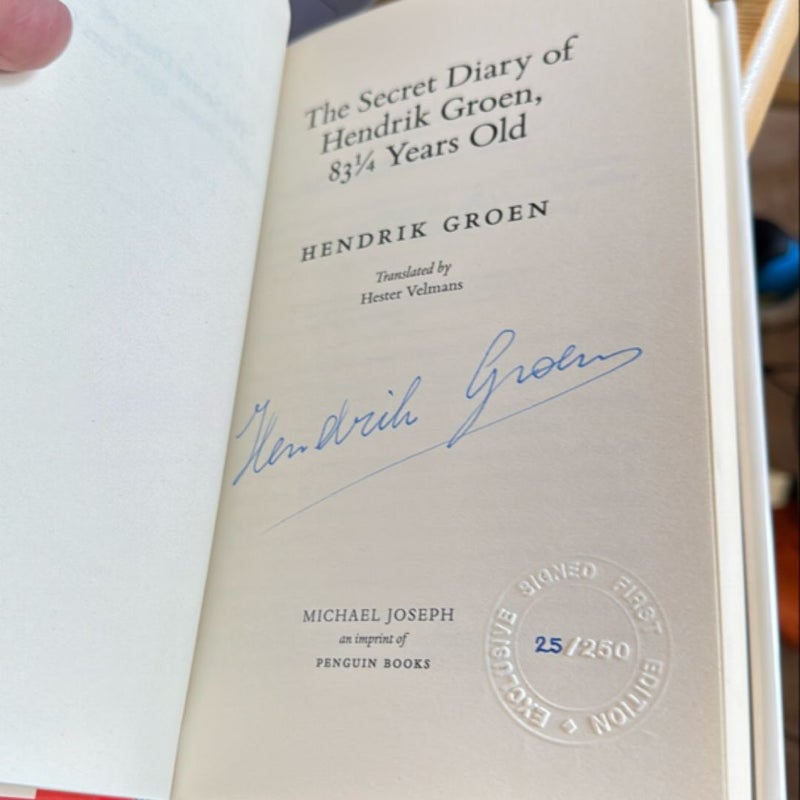 The Secret Diary of
Hendrik Groen,
83¼ Years Old
HENDRIK GROEN
Translated by
Hester Velmans
Hendrik Groen
MICHAEL JOSEPH
an imprint of
PENGUIN BOOKS
EXCLUSIVE SIGNED FIRST EDITION
25/250